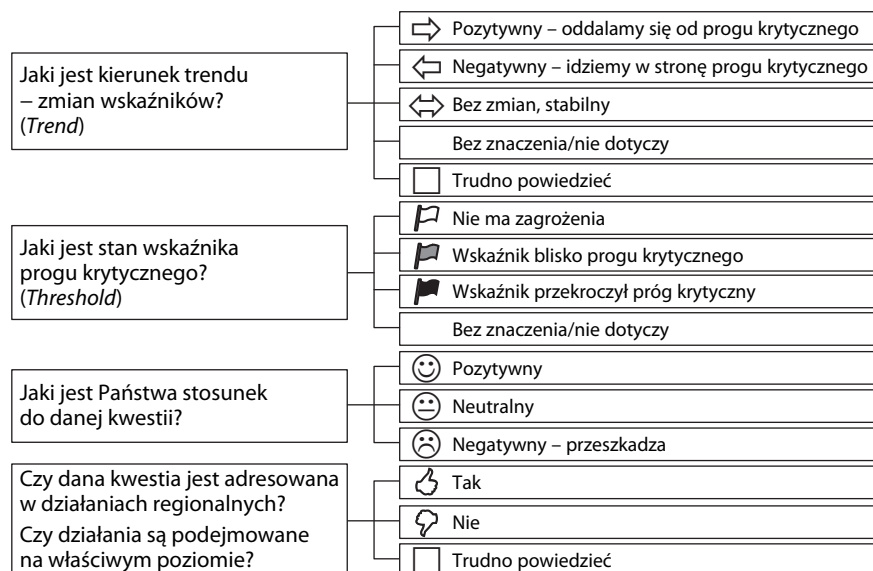 Jaki jest kierunek trendu
– zmian wskaźników?
(Trend)
Pozytywny – oddalamy się od progu krytycznego
Negatywny – idziemy w stronę progu krytycznego
Bez zmian, stabilny
Bez znaczenia/nie dotyczy
Trudno powiedzieć
Jaki jest stan wskaźnika
progu krytycznego?
(Threshold)
Nie ma zagrożenia
Wskaźnik blisko progu krytycznego
Wskaźnik przekroczył próg krytyczny
Bez znaczenia/nie dotyczy
Jaki jest Państwa stosunek
do danej kwestii?
Pozytywny
Neutralny
Negatywny – przeszkadza
Czy dana kwestia jest adresowana
w działaniach regionalnych?
Czy działania są podejmowane
na właściwym poziomie?
Tak
Nie
Trudno powiedzieć